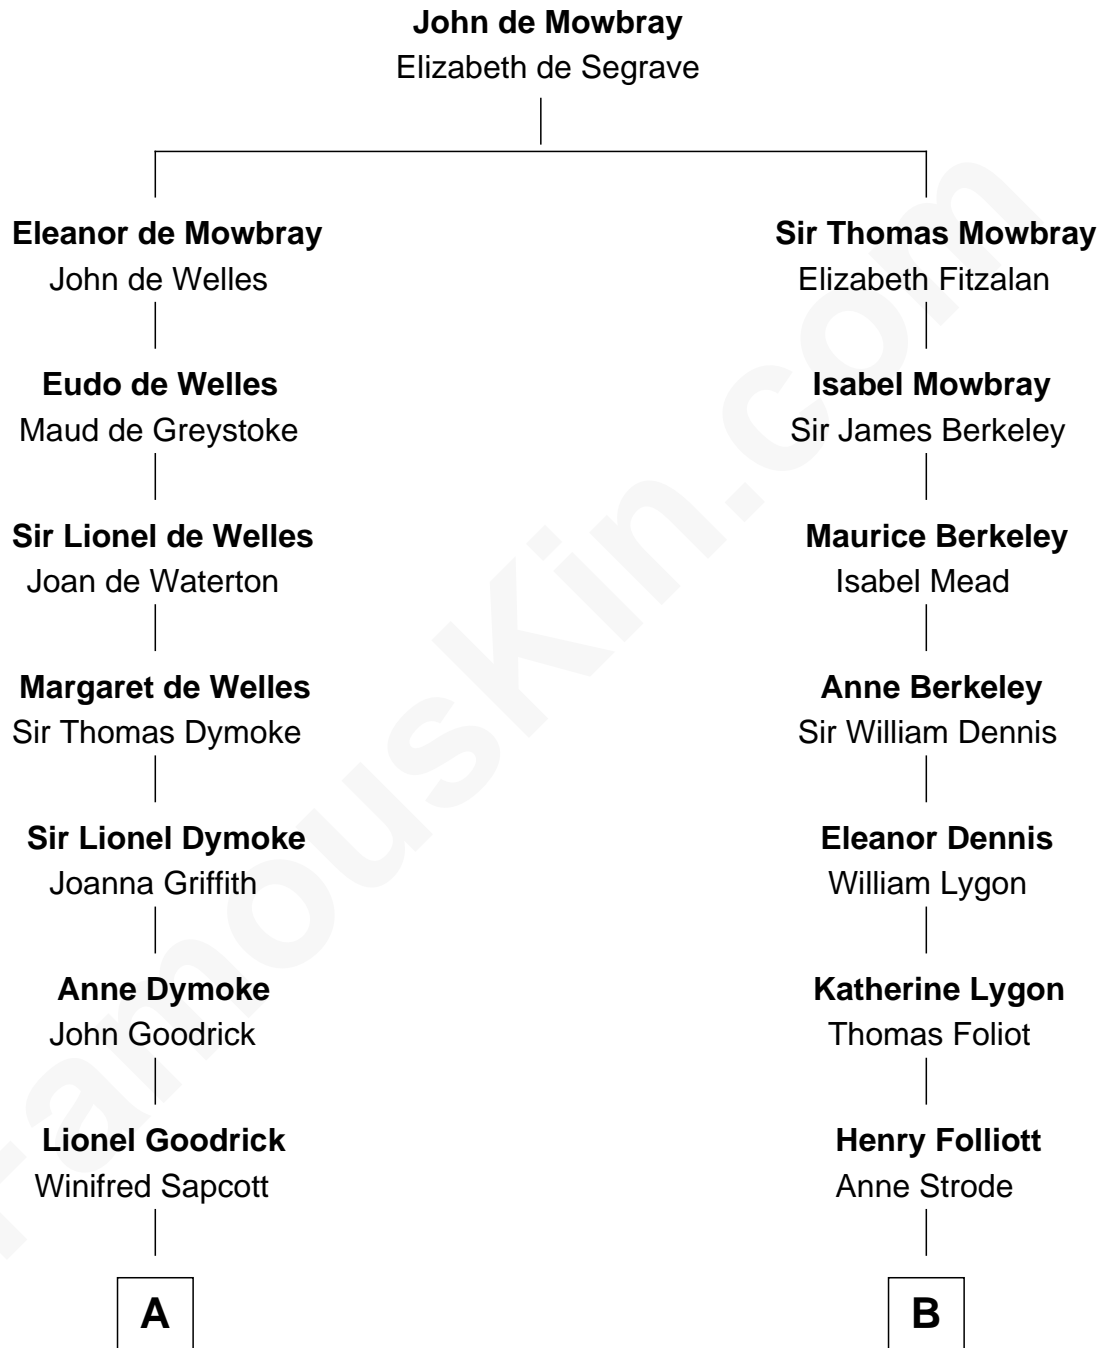 John de Mowbray
Elizabeth de Segrave
Eleanor de Mowbray
John de Welles
Eudo de Welles
Maud de Greystoke
Sir Lionel de Welles
Joan de Waterton
Margaret de Welles
Sir Thomas Dymoke
Sir Lionel Dymoke
Joanna Griffith
Anne Dymoke
John Goodrick
Lionel Goodrick
Winifred Sapcott
A
Sir Thomas Mowbray
Elizabeth Fitzalan
Isabel Mowbray
Sir James Berkeley
Maurice Berkeley
Isabel Mead
Anne Berkeley
Sir William Dennis
Eleanor Dennis
William Lygon
Katherine Lygon
Thomas Foliot
Henry Folliott
Anne Strode
B
FamousKin.com